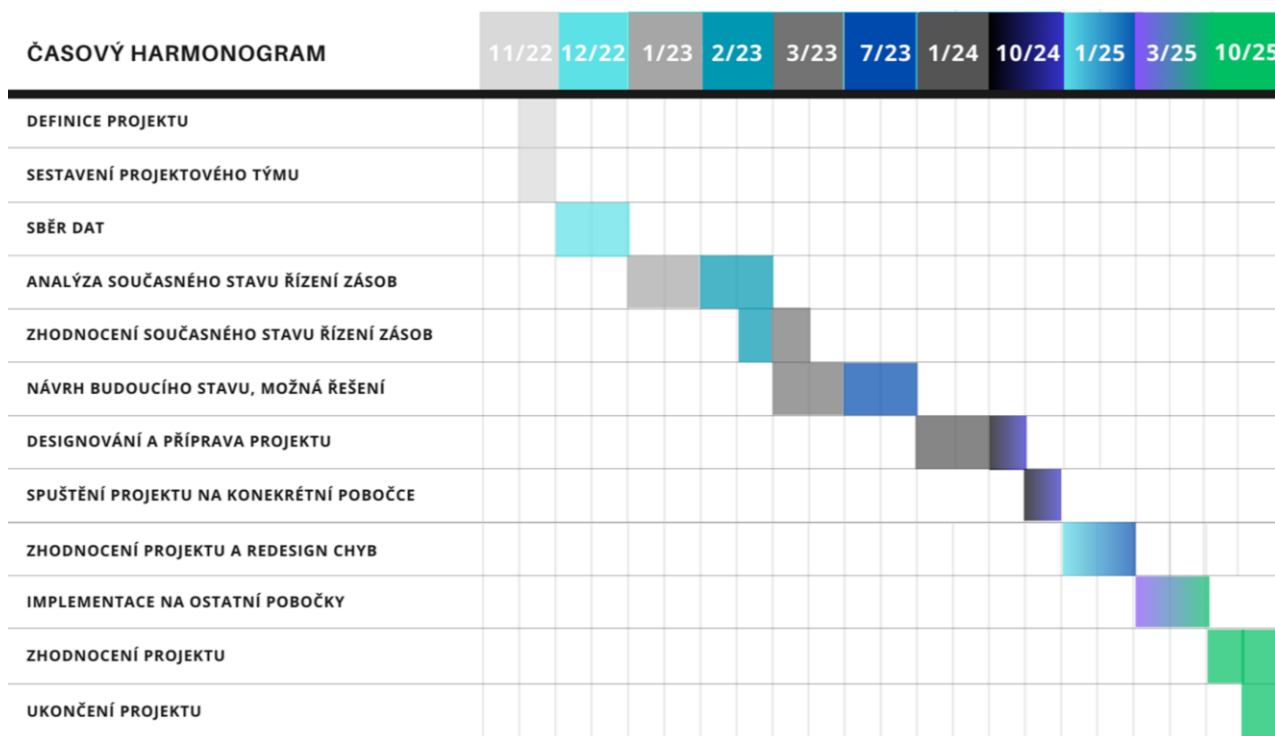 ČASOVÝ HARMONOGRAM 11/22 12/22 1/23 2/23 3/23 7/23 1/24 10/24 1/25 3/25 10/25
DEFINICE PROJEKTU
SESTAVENÍ PROJEKTOVÉHO TÝMU
SBĚR DAT
ANALÝZA SOUČASNÉHO STAVU ŘÍZENÍ ZÁSOB
ZHODNOCENÍ SOUČASNÉHO STAVU ŘÍZENÍ ZÁSOB
NÁVRH BUDOUCÍHO STAVU, MOŽNÁ ŘEŠENÍ
DESIGNOVÁNÍ A PŘÍPRAVA PROJEKTU
SPUŠTĚNÍ PROJEKTU NA KONEKRÉTNÍ POBOČCE
ZHODNOCENÍ PROJEKTU A REDESIGN CHYB
IMPLEMENTACE NA OSTATNÍ POBOČKY
ZHODNOCENÍ PROJEKTU
UKONČENÍ PROJEKTU